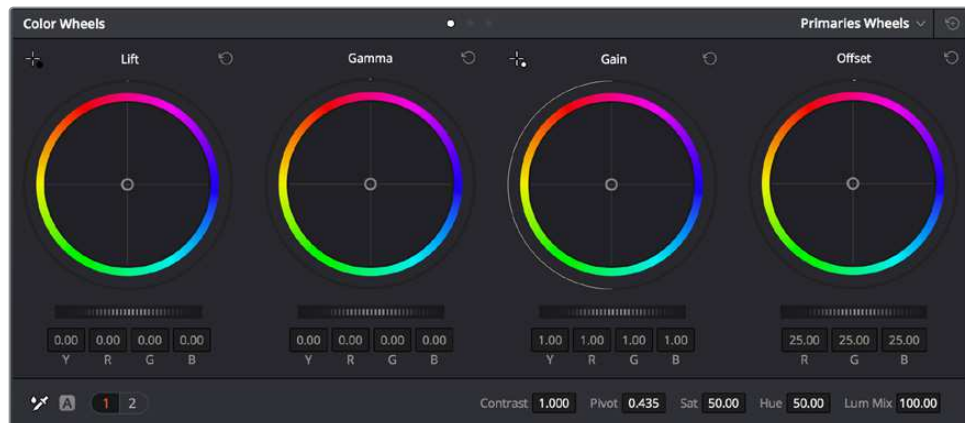 Color Wheels Primaries Wheels
Lift Gamma Gain Offset
0.00 0.00 0.00 0.00 0.00 0.00 0.00 0.00 1.00 1.00 1.00 1.00 25.00 25.00 25.00
Y R G B Y R G B Y R G B R G B
A 1 2 Contrast 1.000 Pivot 0.435 Sat 50.00 Hue 50.00 Lum Mix 100.00